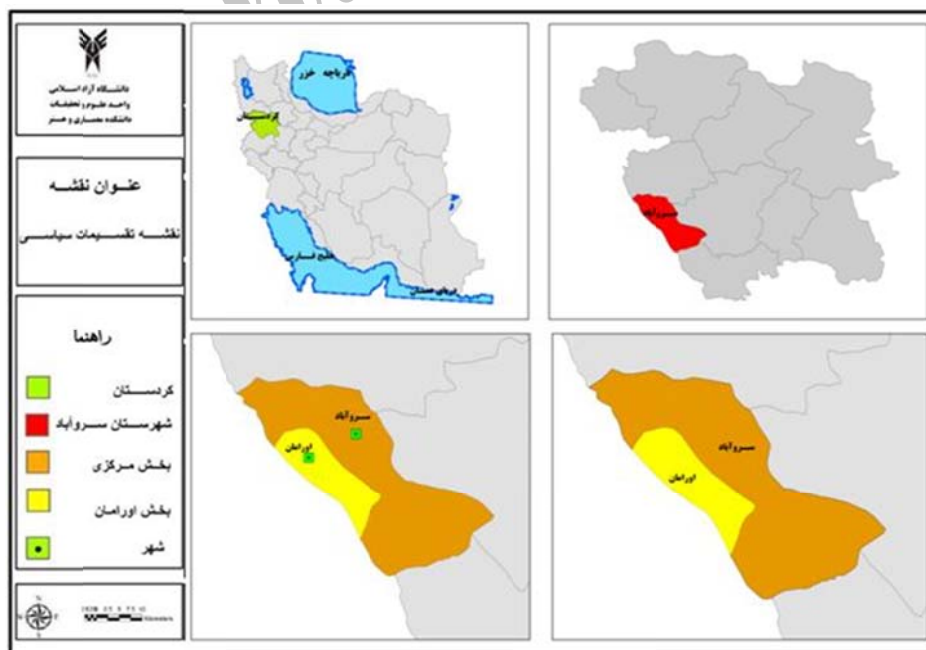 دانشگاه آزاد اسلامی
واحد علوم و تحقیقات
دانشکده معماری و هنر
عنوان نقشه
نقشه تقسیمات سیاسی
راهنما
کردستان
شهرستان سروآباد
بخش مرکزی
بخش اورامان
شهر
دریاچه خزر
کردستان
خلیج فارس
دریای عمان
سروآباد
سروآباد
اورامان
سروآباد
اورامان
N
E
S
Kilometers